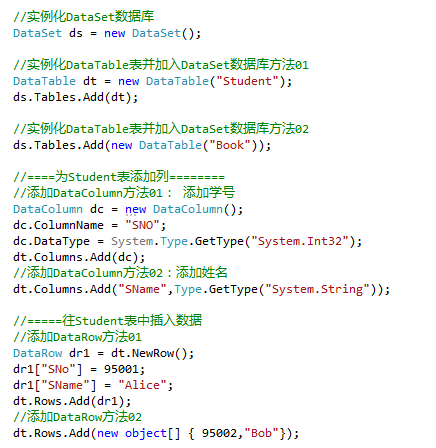 //实例化DataSet数据库
DataSet ds = new DataSet();
//实例化DataTable表并加入DataSet数据库方法01
DataTable dt = new DataTable("Student");
ds.Tables.Add(dt);
//实例化DataTable表并加入DataSet数据库方法02
ds.Tables.Add(new DataTable("Book"));
//====为Student表添加列========
//添加DataColumn方法01： 添加学号
DataColumn dc = new DataColumn();
dc.ColumnName = "SNO";
dc.DataType = System.Type.GetType("System.Int32");
dt.Columns.Add(dc);
//添加DataColumn方法02：添加姓名
dt.Columns.Add("SName",Type.GetType("System.String"));
//=====往Student表中插入数据
//添加DataRow方法01
DataRow dr1 = dt.NewRow();
dr1["SNo"] = 95001;
dr1["SName"] = "Alice";
dt.Rows.Add(dr1);
//添加DataRow方法02
dt.Rows.Add(new object[] { 95002,"Bob"});